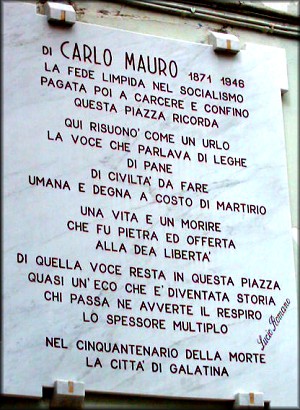 DI CARLO MAURO 1871 1946
LA FEDE LIMPIDA NEL SOCIALISMO
PAGATA POI A CARCERE E CONFINO
QUESTA PIAZZA RICORDA
QUI RISUONO' COME UN URLO
LA VOCE CHE PARLAVA DI LEGHE
DI PANE
DI CIVILTA' DA FARE
UMANA E DEGNA A COSTO DI MARTIRIO
UNA VITA E UN MORIRE
CHE FU PIETRA ED OFFERTA
ALLA DEA LIBERTA'
DI QUELLA VOCE RESTA IN QUESTA PIAZZA
QUASI UN'ECO CHE E' DIVENTATA STORIA
CHI PASSA NE AVVERTE IL RESPIRO
LO SPESSORE MULTIPLO
Lucio Romano
NEL CINQUANTENARIO DELLA MORTE
LA CITTA' DI GALATINA